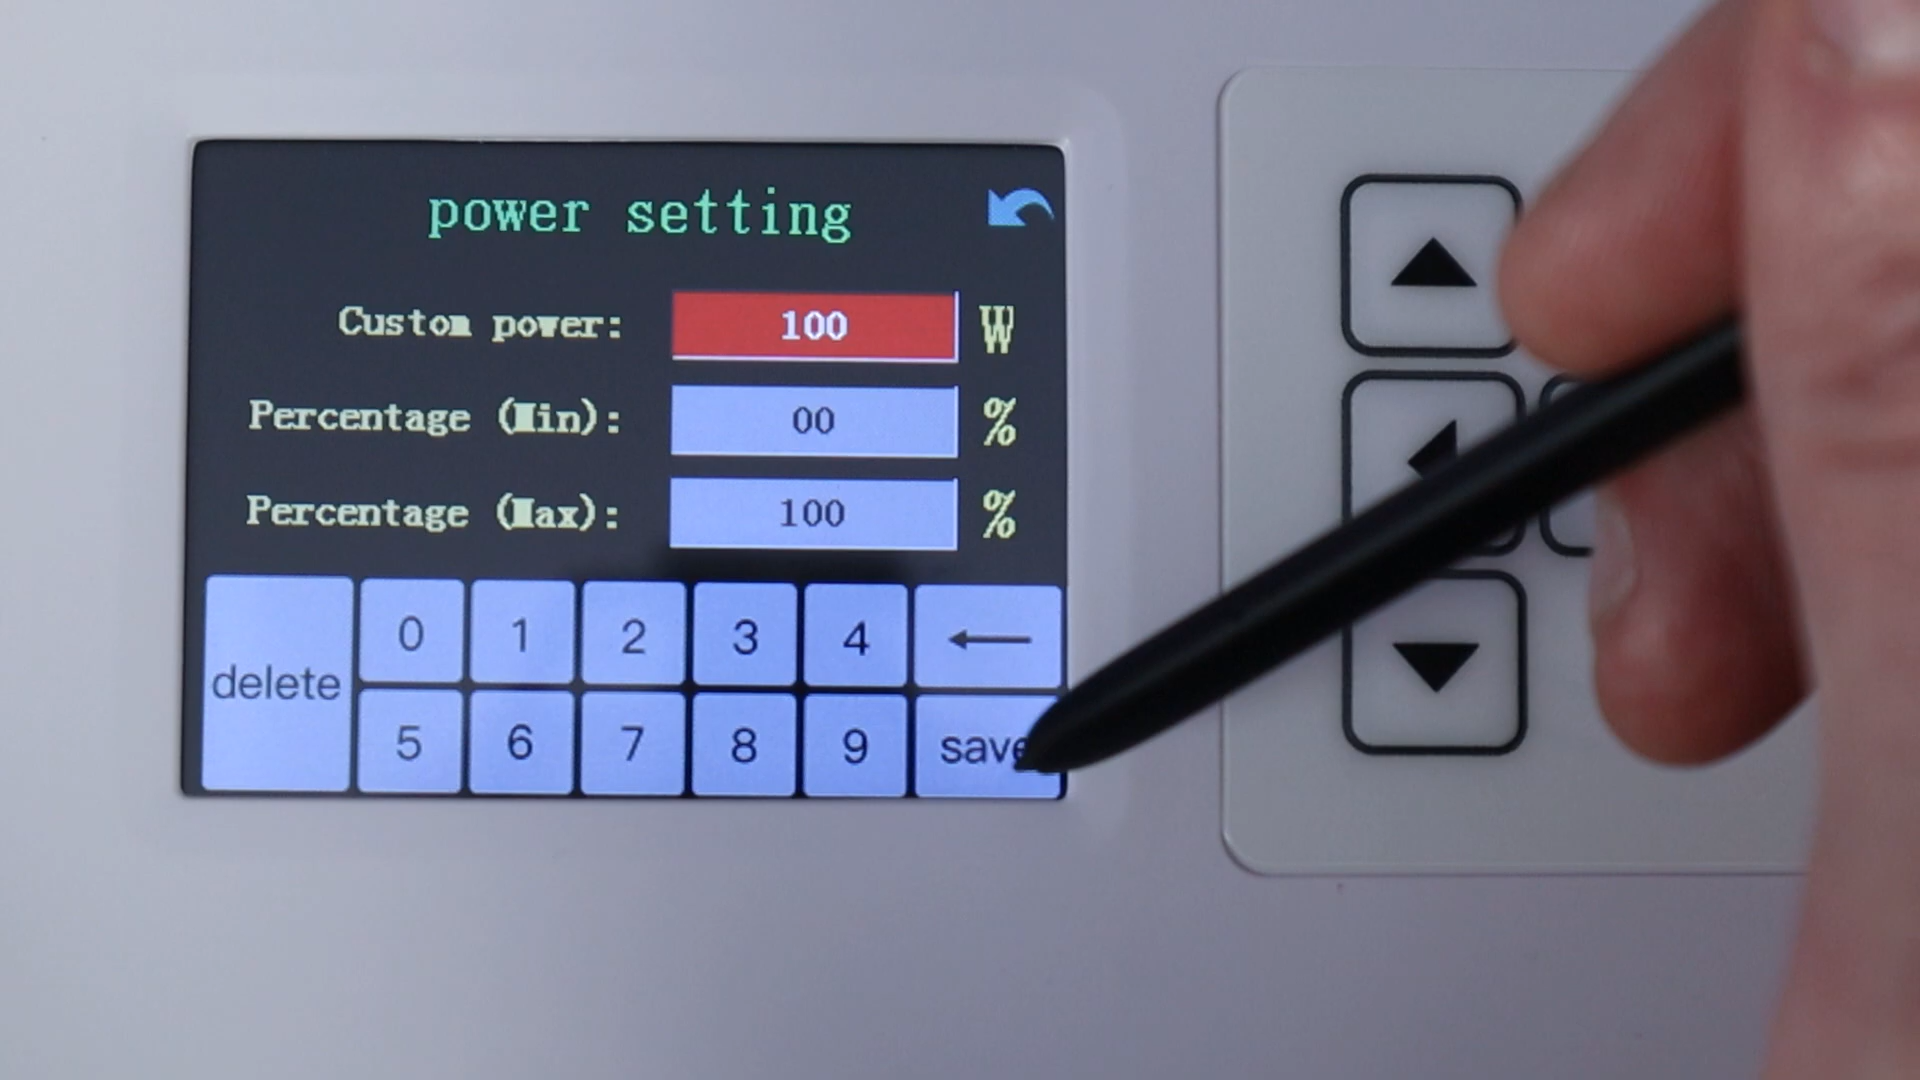 power setting
Custom power: 100 W
Percentage (Min): 00 %
Percentage (Max): 100 %
delete 0 1 2 3 4 ←
5 6 7 8 9 save